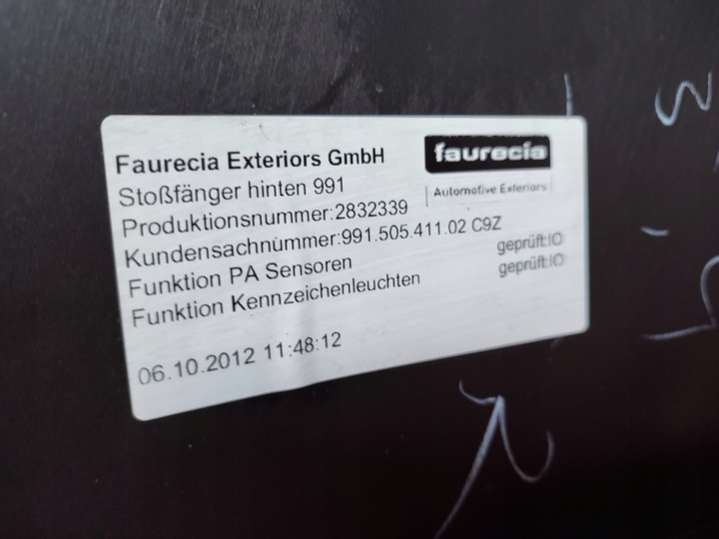 Faurecia Exteriors GmbH
faurecia
Automotive Exteriors
Stoßfänger hinten 991
Produktionsnummer:2832339
Kundensachnummer:991.505.411.02 C9Z
Funktion PA Sensoren geprüft:IO
Funktion Kennzeichenleuchten geprüft:IO
06.10.2012 11:48:12